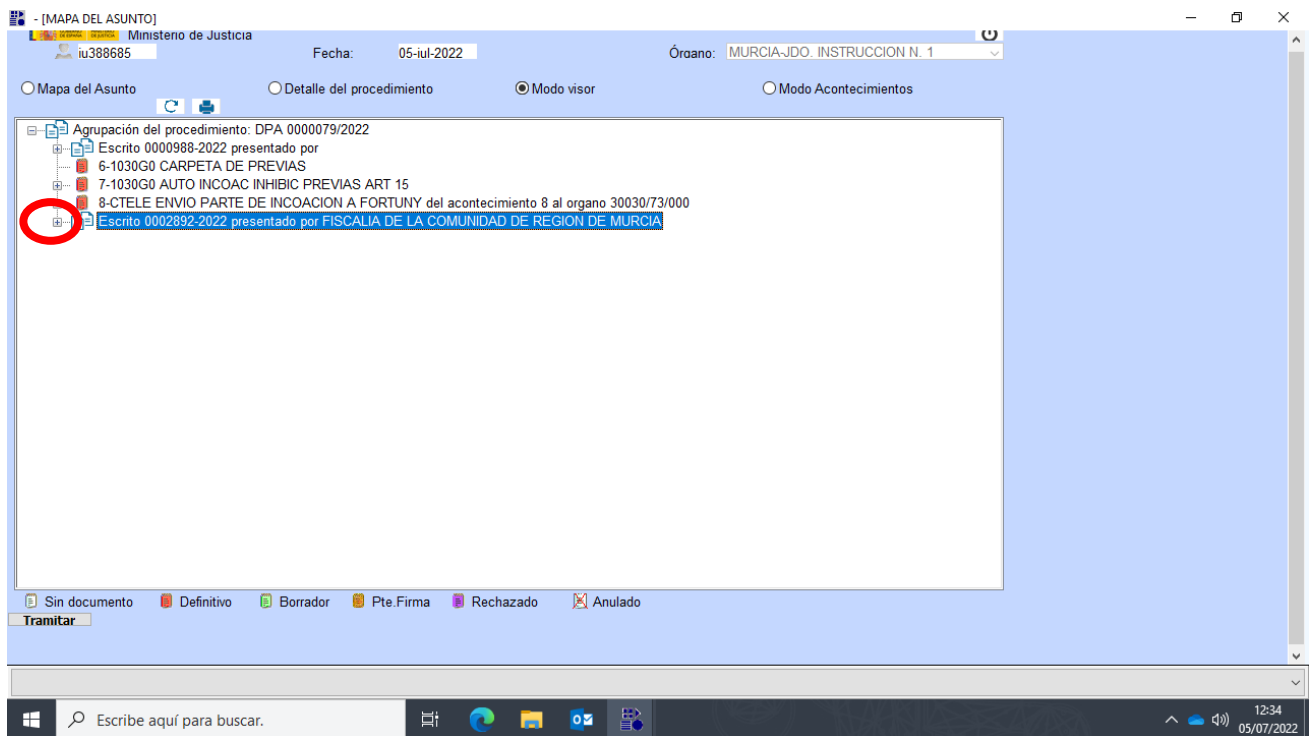 - [MAPA DEL ASUNTO]
Ministerio de Justicia
iu388685 Fecha: 05-iul-2022 Órgano: MURCIA-JDO. INSTRUCCION N. 1
Mapa del Asunto Detalle del procedimiento Modo visor Modo Acontecimientos
Agrupación del procedimiento: DPA 0000079/2022
Escrito 0000988-2022 presentado por
6-1030G0 CARPETA DE PREVIAS
7-1030G0 AUTO INCOAC INHIBIC PREVIAS ART 15
8-CTELE ENVIO PARTE DE INCOACION A FORTUNY del acontecimiento 8 al organo 30030/73/000
Escrito 0002892-2022 presentado por FISCALIA DE LA COMUNIDAD DE REGION DE MURCIA
Sin documento Definitivo Borrador Pte.Firma Rechazado Anulado
Tramitar
Escribe aquí para buscar.
12:34
05/07/2022